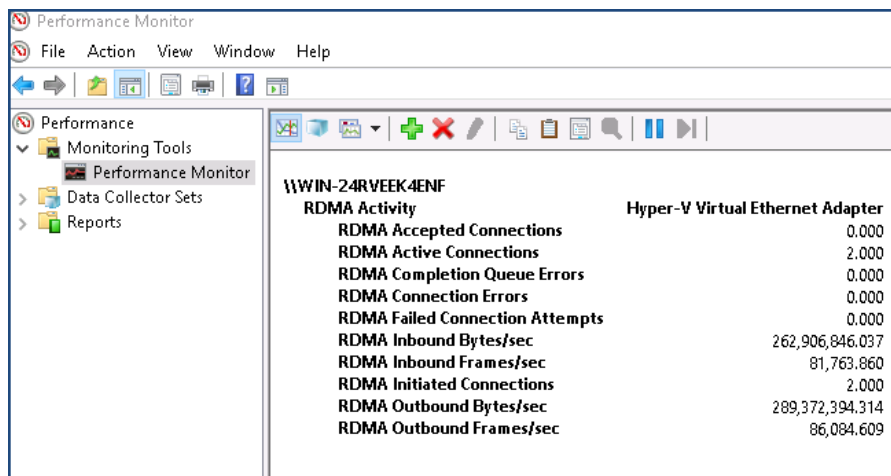 Performance Monitor
File Action View Window Help
Performance
Monitoring Tools
Performance Monitor
Data Collector Sets
Reports
\\WIN-24RVEEK4ENF
RDMA Activity Hyper-V Virtual Ethernet Adapter
RDMA Accepted Connections 0.000
RDMA Active Connections 2.000
RDMA Completion Queue Errors 0.000
RDMA Connection Errors 0.000
RDMA Failed Connection Attempts 0.000
RDMA Inbound Bytes/sec 262,906,846.037
RDMA Inbound Frames/sec 81,763.860
RDMA Initiated Connections 2.000
RDMA Outbound Bytes/sec 289,372,394.314
RDMA Outbound Frames/sec 86,084.609